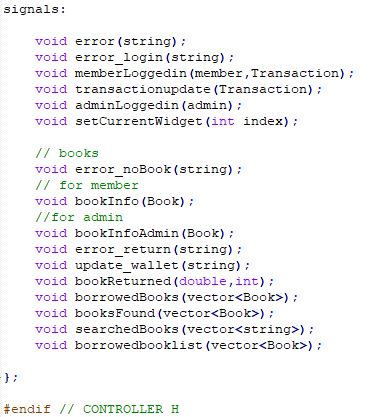 signals:
void error(string);
void error_login(string);
void memberLoggedin(member,Transaction);
void transactionupdate(Transaction);
void adminLoggedin(admin);
void setCurrentWidget(int index);
// books
void error_noBook(string);
// for member
void bookInfo(Book);
//for admin
void bookInfoAdmin(Book);
void error_return(string);
void update_wallet(string);
void bookReturned(double,int);
void borrowedBooks(vector<Book>);
void booksFound(vector<Book>);
void searchedBooks(vector<string>);
void borrowedbooklist(vector<Book>);
};
#endif // CONTROLLER_H